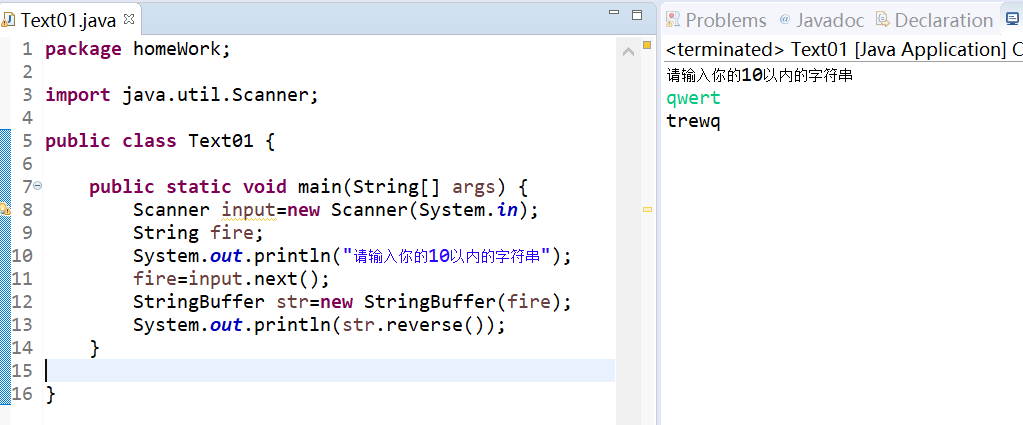 Text01.java
1 package homeWork;
2
3 import java.util.Scanner;
4
5 public class Text01 {
6
7 public static void main(String[] args) {
8 Scanner input=new Scanner(System.in);
9 String fire;
10 System.out.println("请输入你的10以内的字符串");
11 fire=input.next();
12 StringBuffer str=new StringBuffer(fire);
13 System.out.println(str.reverse());
14 }
15
16 }
Problems @ Javadoc Declaration
<terminated> Text01 [Java Application] C
请输入你的10以内的字符串
qwert
trewq